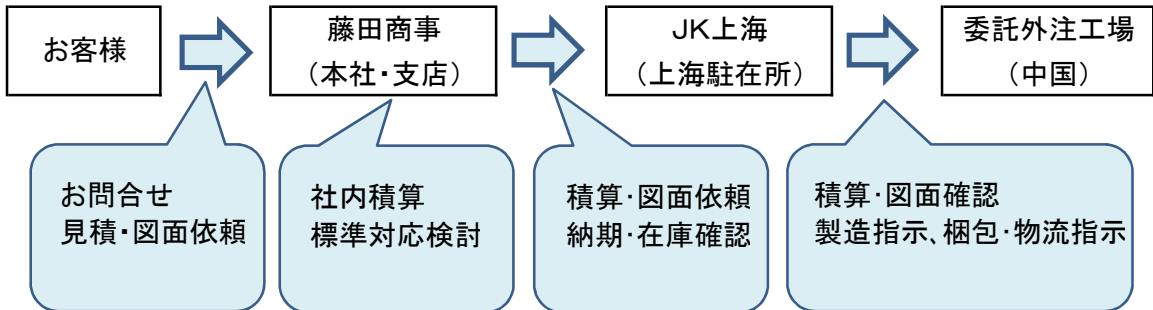 お客様
藤田商事
（本社・支店）
ＪＫ上海
（上海駐在所）
委託外注工場
（中国）
お問合せ
見積・図面依頼
社内積算
標準対応検討
積算・図面依頼
納期・在庫確認
積算・図面確認
製造指示、梱包・物流指示